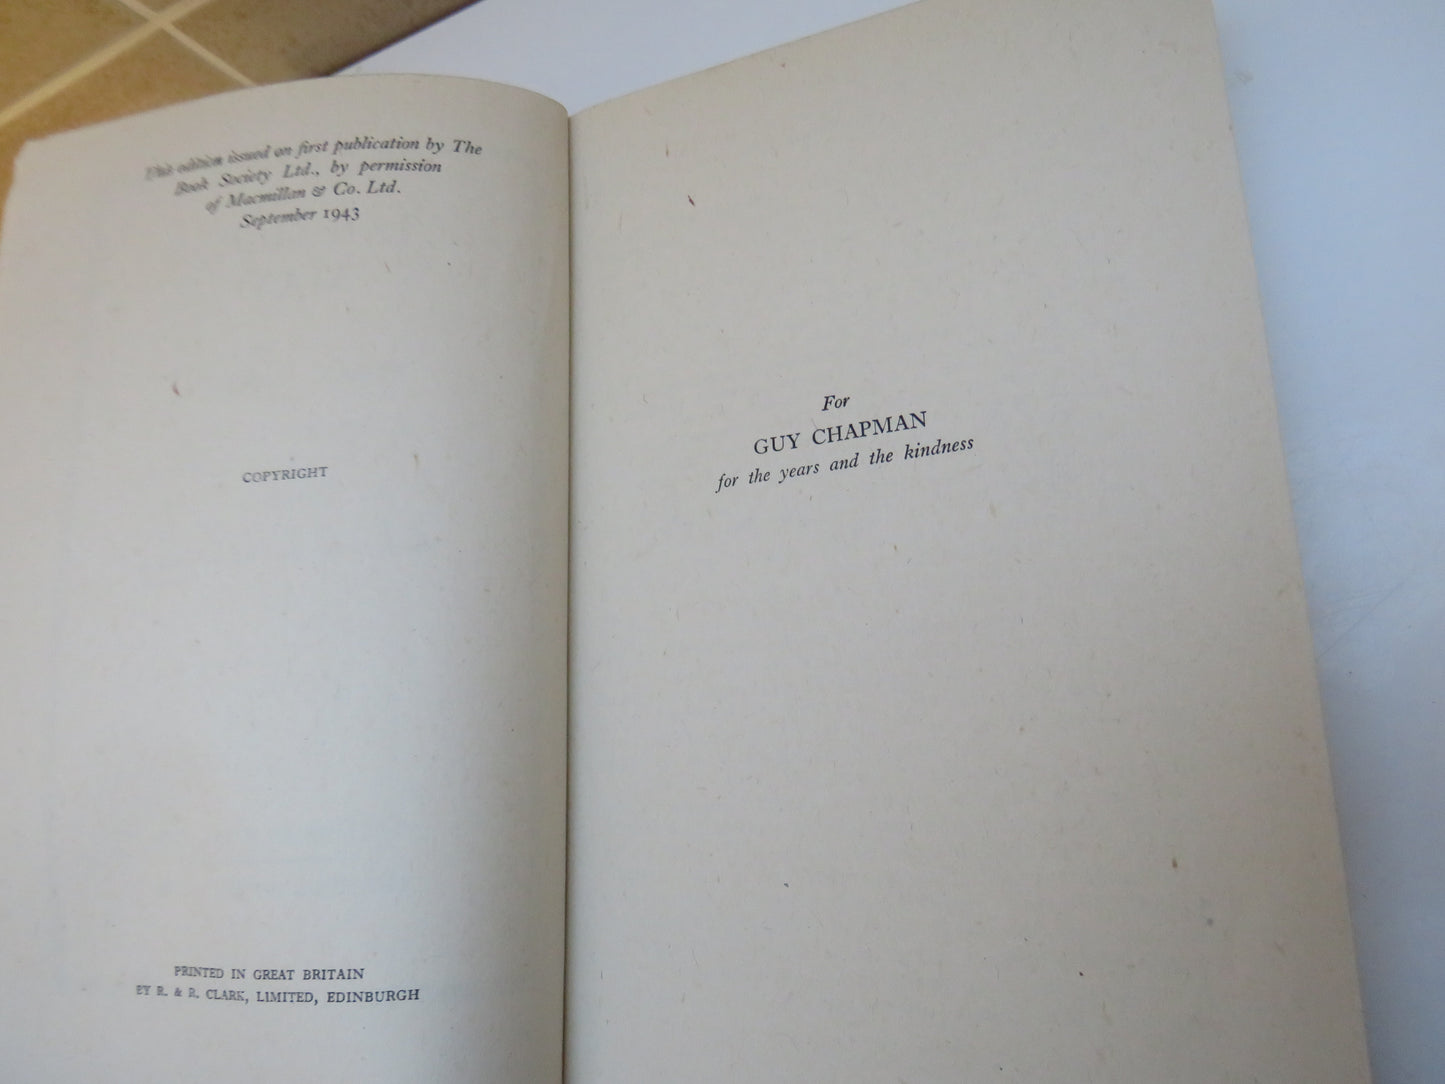 This edition issued on first publication by The
Book Society Ltd., by permission
of Macmillan & Co. Ltd.
September 1943
COPYRIGHT
PRINTED IN GREAT BRITAIN
BY R. & R. CLARK, LIMITED, EDINBURGH
For
GUY CHAPMAN
for the years and the kindness